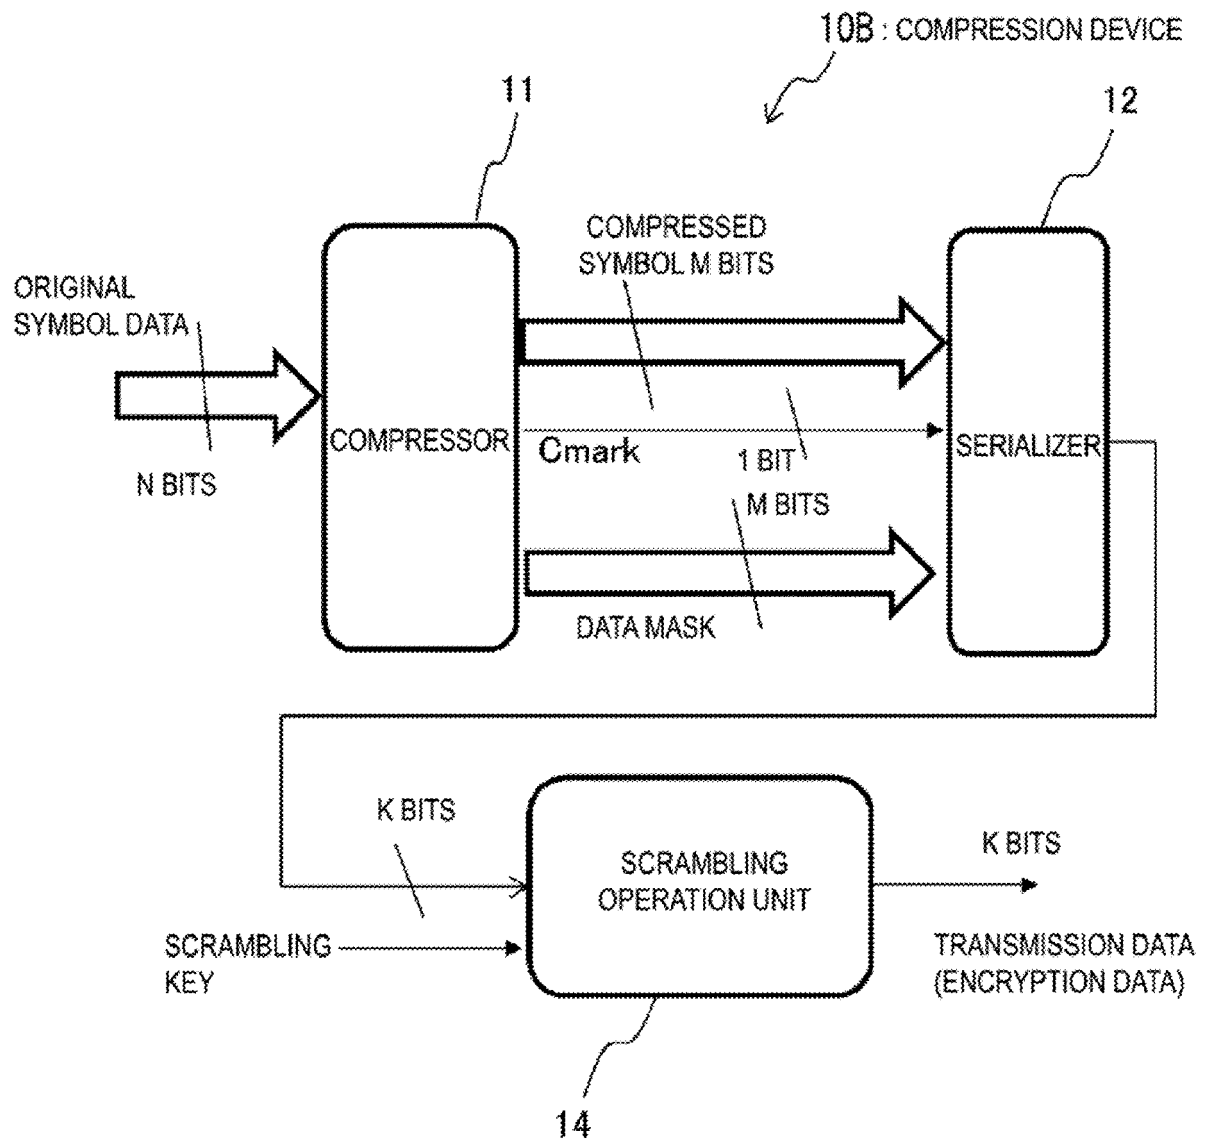 10B : COMPRESSION DEVICE
11
12
COMPRESSED
SYMBOL M BITS
ORIGINAL
SYMBOL DATA
COMPRESSOR
Cmark
1 BIT
SERIALIZER
N BITS
M BITS
DATA MASK
K BITS
SCRAMBLING
OPERATION UNIT
K BITS
SCRAMBLING
KEY
TRANSMISSION DATA
(ENCRYPTION DATA)
14